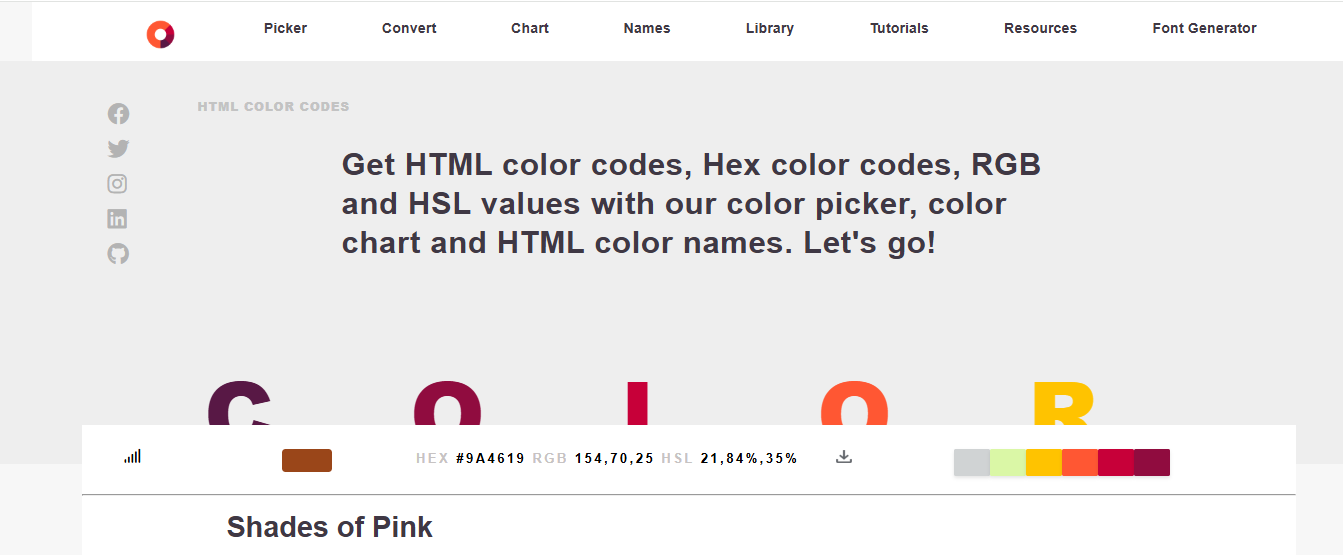 Picker Convert Chart Names Library Tutorials Resources Font Generator
HTML COLOR CODES
Get HTML color codes, Hex color codes, RGB
and HSL values with our color picker, color
chart and HTML color names. Let's go!
C O L O R
HEX #9A4619 RGB 154,70,25 HSL 21,84%,35%
Shades of Pink